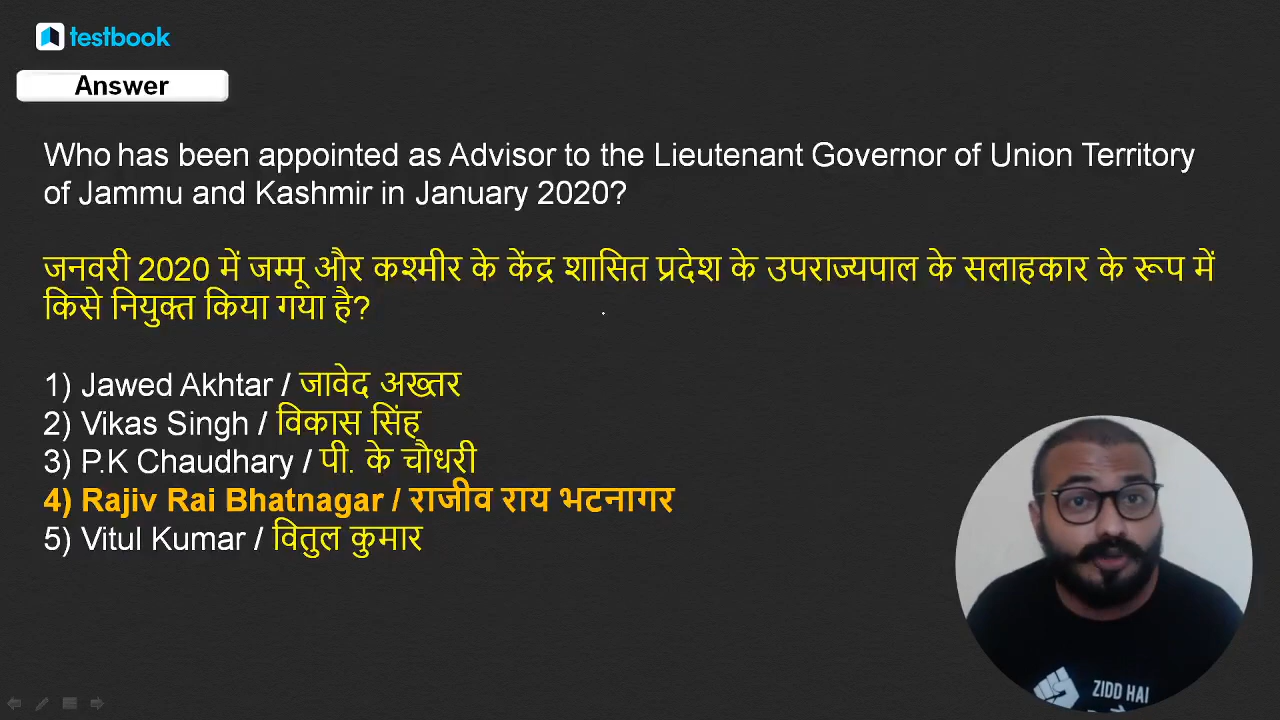 testbook
Answer
Who has been appointed as Advisor to the Lieutenant Governor of Union Territory
of Jammu and Kashmir in January 2020?
जनवरी 2020 में जम्मू और कश्मीर के केंद्र शासित प्रदेश के उपराज्यपाल के सलाहकार के रूप में
किसे नियुक्त किया गया है?
1) Jawed Akhtar / जावेद अख्तर
2) Vikas Singh / विकास सिंह
3) P.K Chaudhary / पी. के चौधरी
4) Rajiv Rai Bhatnagar / राजीव राय भटनागर
5) Vitul Kumar / वितुल कुमार
ZIDD HAI